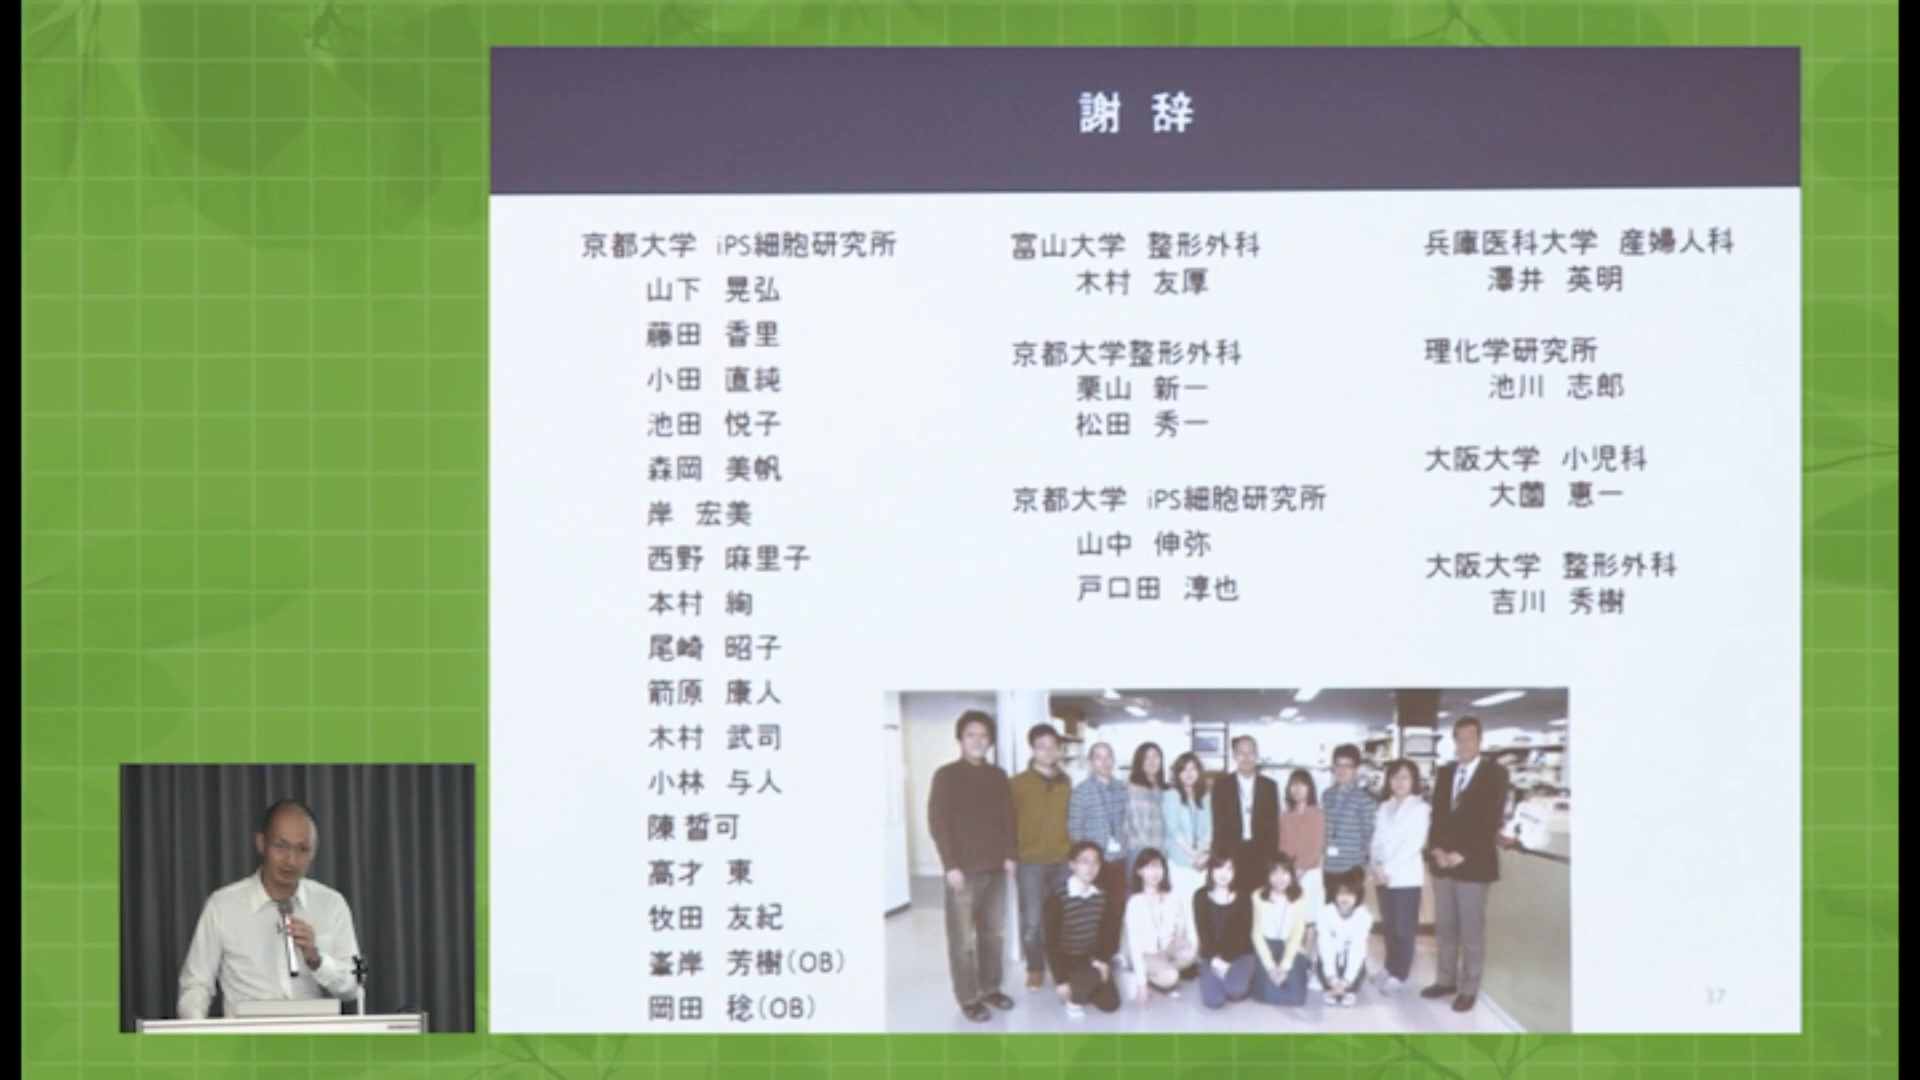 謝 辞
京都大学 iPS細胞研究所
山下 晃弘
藤田 香里
小田 直純
池田 悦子
森岡 美帆
岸 宏美
西野 麻里子
本村 絢
尾崎 昭子
箭原 康人
木村 武司
小林 与人
陳 晢可
高才 東
牧田 友紀
峯岸 芳樹(OB)
岡田 稔(OB)
富山大学 整形外科
木村 友厚
京都大学整形外科
栗山 新一
松田 秀一
京都大学 iPS細胞研究所
山中 伸弥
戸口田 淳也
兵庫医科大学 産婦人科
澤井 英明
理化学研究所
池川 志郎
大阪大学 小児科
大薗 恵一
大阪大学 整形外科
吉川 秀樹
37